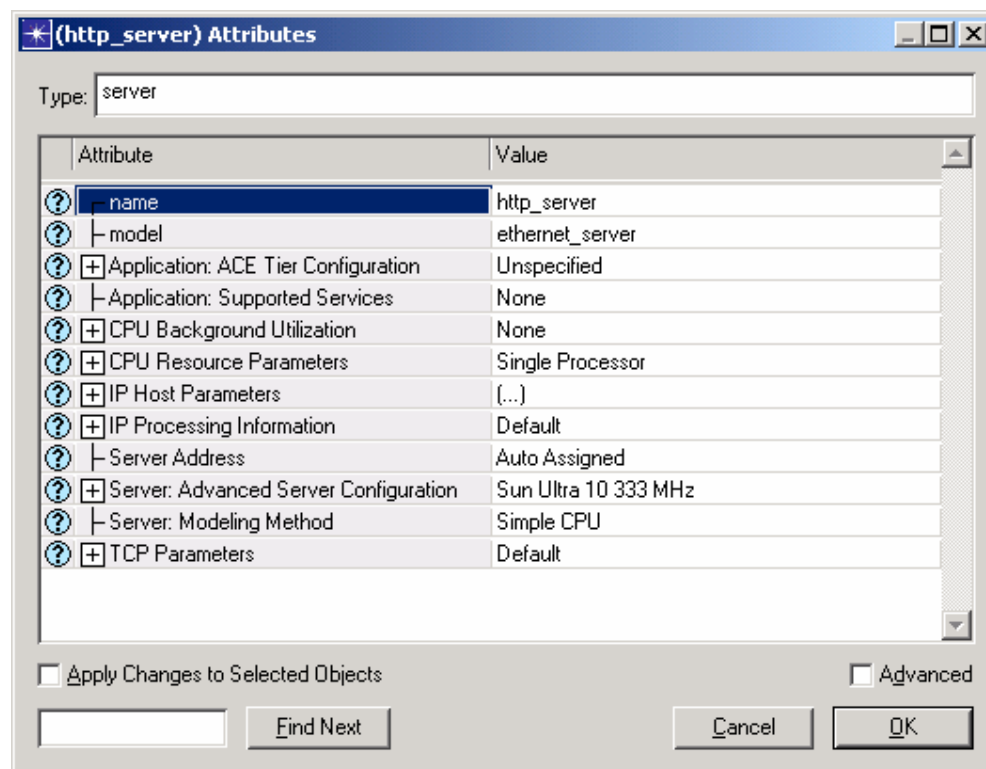 (http_server) Attributes
Type: server
Attribute Value
name http_server
model ethernet_server
Application: ACE Tier Configuration Unspecified
Application: Supported Services None
CPU Background Utilization None
CPU Resource Parameters Single Processor
IP Host Parameters (...)
IP Processing Information Default
Server Address Auto Assigned
Server: Advanced Server Configuration Sun Ultra 10 333 MHz
Server: Modeling Method Simple CPU
TCP Parameters Default
Apply Changes to Selected Objects Advanced
Find Next Cancel OK